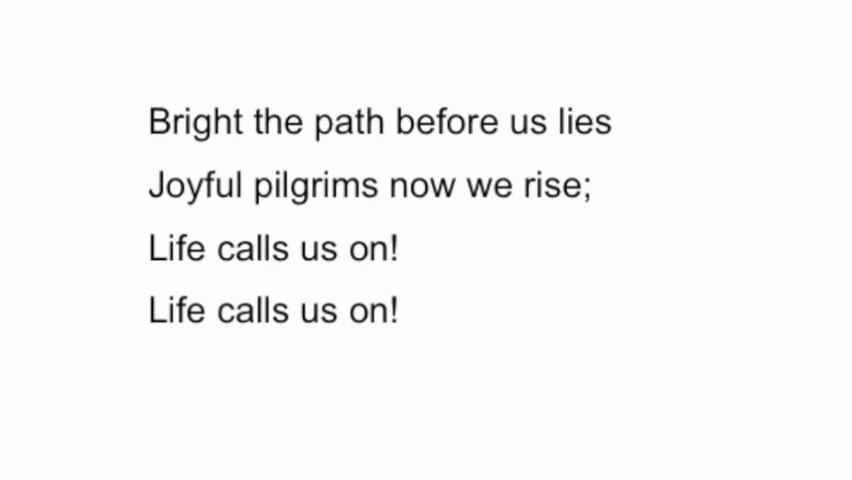 Bright the path before us lies
Joyful pilgrims now we rise;
Life calls us on!
Life calls us on!